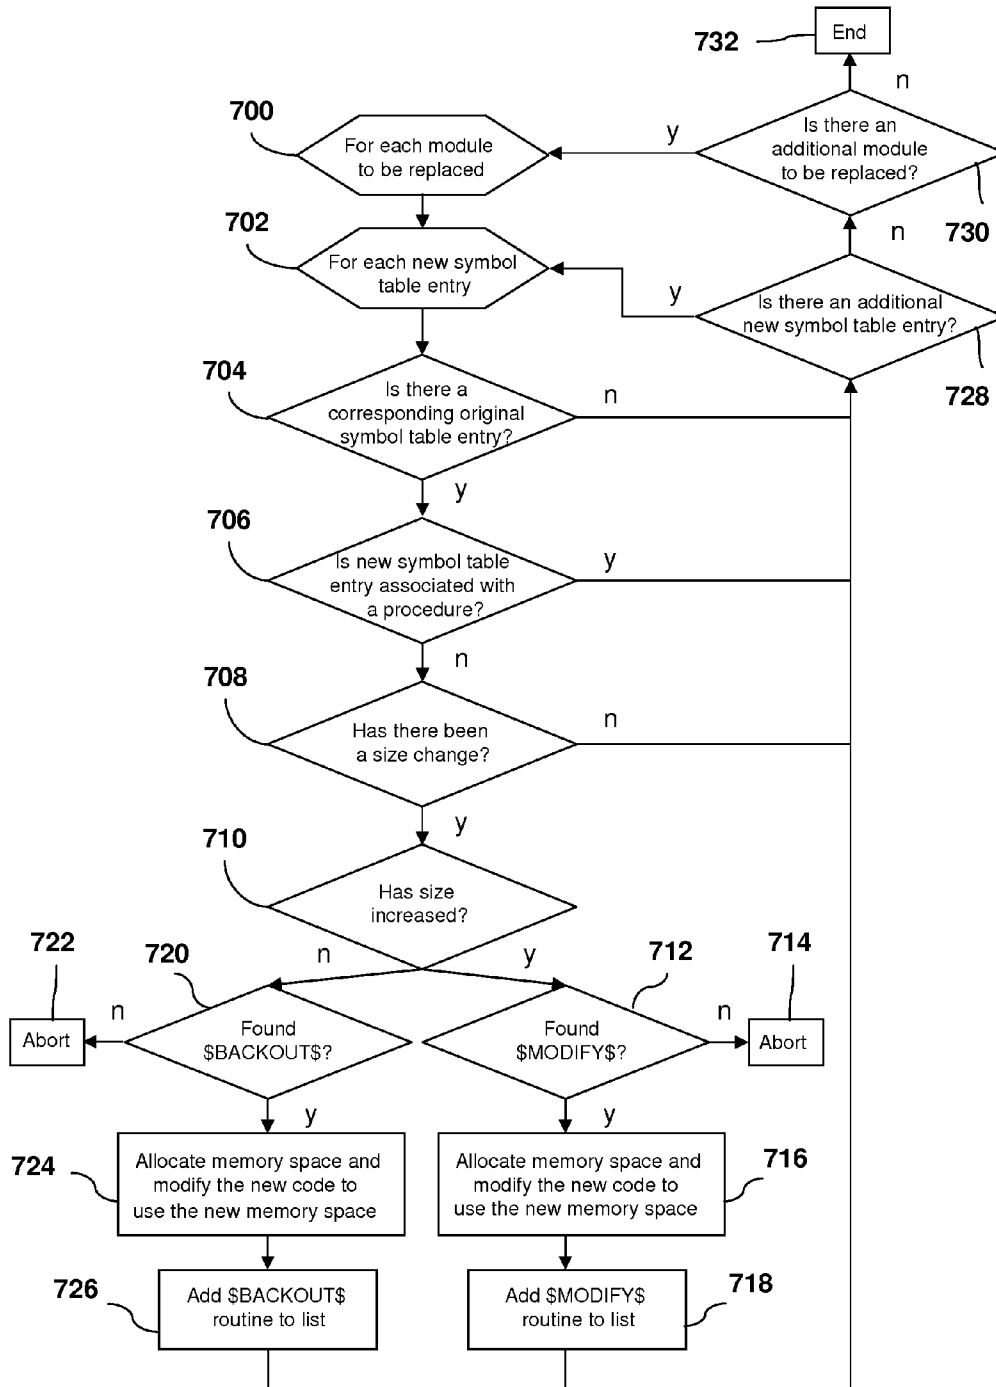 732
End
n
700
For each module
to be replaced
y
Is there an
additional module
to be replaced?
730
702
For each new symbol
table entry
n
y
Is there an additional
new symbol table entry?
728
704
Is there a
corresponding original
symbol table entry?
n
y
706
Is new symbol table
entry associated with
a procedure?
y
n
708
Has there been
a size change?
n
y
710
Has size
increased?
n
y
722
720
712
714
n
Abort
Found
$BACKOUT$?
Found
$MODIFY$?
n
Abort
y
y
724
Allocate memory space and
modify the new code to
use the new memory space
Allocate memory space and
modify the new code to
use the new memory space
716
726
Add $BACKOUT$
routine to list
Add $MODIFY$
routine to list
718